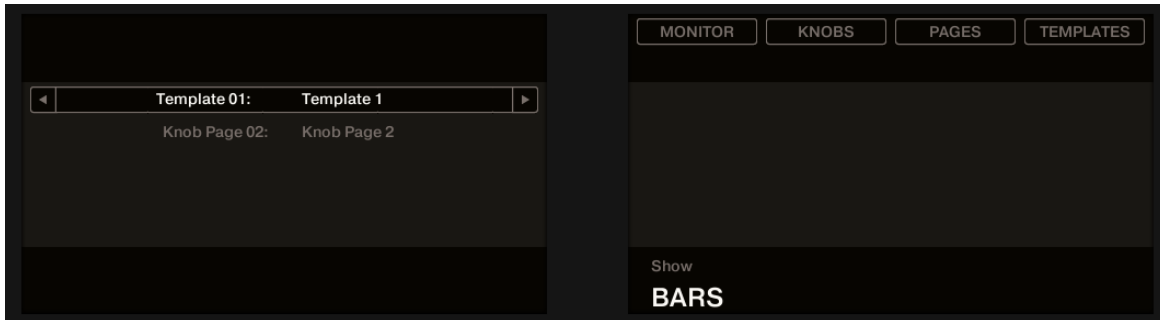 MONITOR KNOBS PAGES TEMPLATES
Template 01: Template 1
Knob Page 02: Knob Page 2
Show
BARS